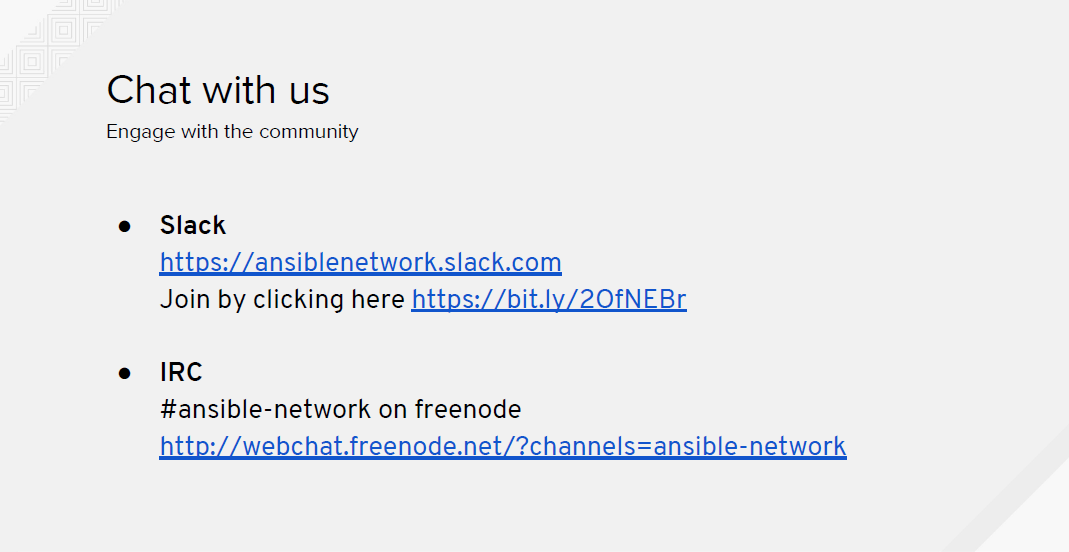 Chat with us
Engage with the community
● Slack
https://ansiblenetwork.slack.com
Join by clicking here https://bit.ly/2OfNEBr
● IRC
#ansible-network on freenode
http://webchat.freenode.net/?channels=ansible-network